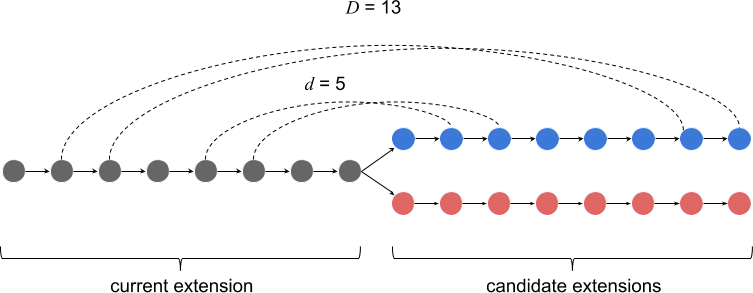 D = 13
d = 5
current extension
candidate extensions